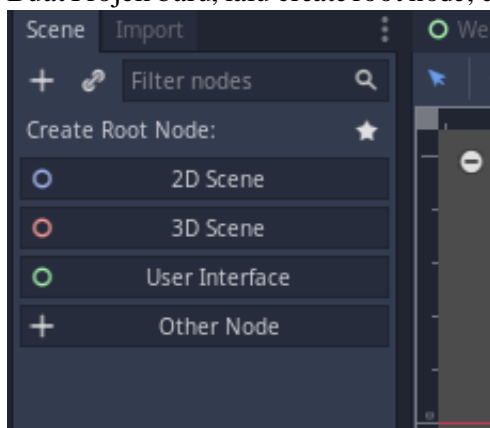 Scene Import We
Filter nodes
Create Root Node:
2D Scene
3D Scene
User Interface
Other Node